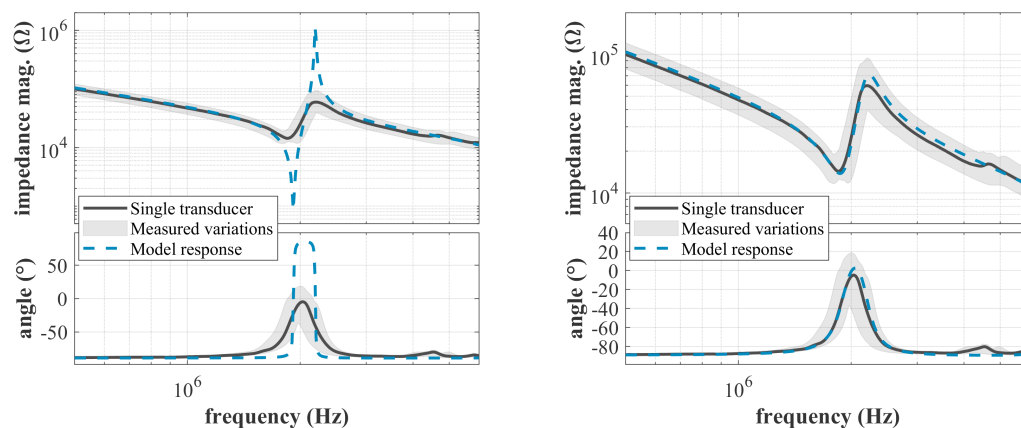 impedance mag. (Ω)
10^6
10^4
Single transducer
Measured variations
Model response
angle (°)
50
0
-50
10^6
frequency (Hz)
impedance mag. (Ω)
10^5
10^4
Single transducer
Measured variations
Model response
angle (°)
40
20
0
-20
-40
-60
-80
10^6
frequency (Hz)